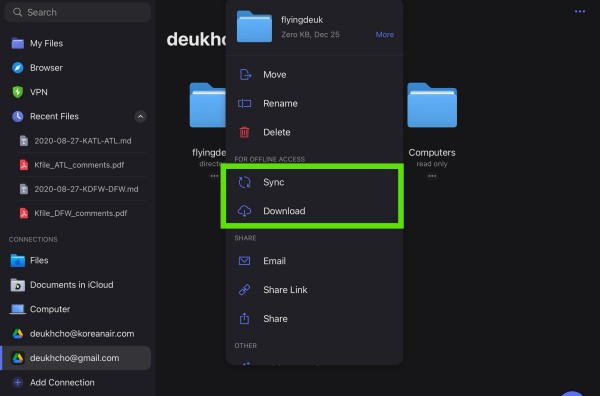 Search
My Files
Browser
VPN
Recent Files
2020-08-27-KATL-ATL.md
Kfile_ATL_comments.pdf
2020-08-27-KDFW-DFW.md
Kfile_DFW_comments.pdf
CONNECTIONS
Files
Documents in iCloud
Computer
deukhcho@koreanair.com
deukhcho@gmail.com
Add Connection
deukhc
flyingde
directo
Computers
read only
flyingdeuk
Zero KB, Dec 25
More
Move
Rename
Delete
FOR OFFLINE ACCESS
Sync
Download
SHARE
Email
Share Link
Share
OTHER